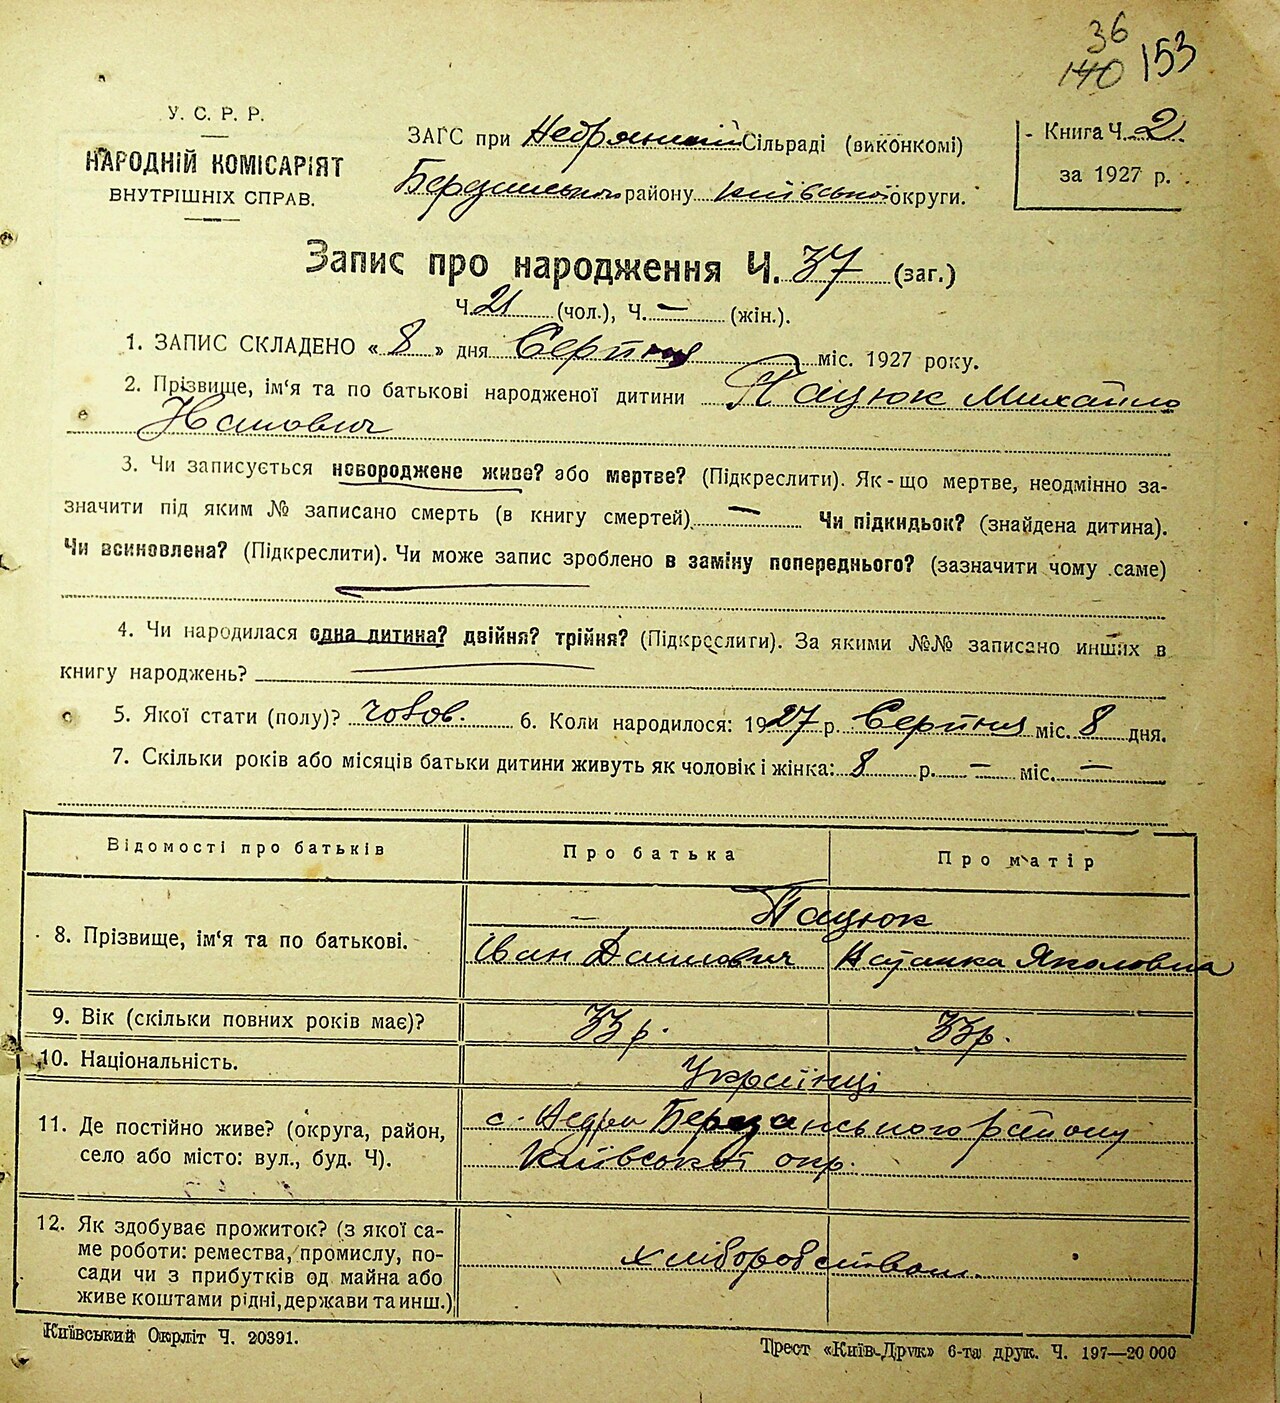 36
140 153
У. С. Р. Р.
НАРОДНІЙ КОМІСАРІЯТ
ВНУТРІШНІХ СПРАВ.
ЗАГС при Недрянській Сільраді (виконкомі)
Березанського району Київської округи.
Книга Ч. 2
за 1927 р.
Запис про народження Ч. 37 (заг.)
Ч. 21 (чол.), Ч. — (жін.).
1. ЗАПИС СКЛАДЕНО « 8 » дня Серпня міс. 1927 року.
2. Прізвище, ім‘я та по батькові народженої дитини Пацюк Михайло
Іванович
3. Чи записується новороджене живе? або мертве? (Підкреслити). Як-що мертве, неодмінно за-
значити під яким № записано смерть (в книгу смертей) — Чи підкидьок? (знайдена дитина).
Чи всиновлена? (Підкреслити). Чи може запис зроблено в заміну попереднього? (зазначити чому саме)
4. Чи народилася одна дитина? двійня? трійня? (Підкреслити). За якими №№ записано инших в
книгу народжень?
5. Якої стати (полу)? чолов. 6. Коли народилося: 1927 р. Серпня міс. 8 дня.
7. Скільки років або місяців батьки дитини живуть як чоловік і жінка: 8 р. — міс. —
Відомості про батьків Про батька Про матір
Пацюк
8. Прізвище, ім‘я та по батькові. Іван Яковлевна
9. Вік (скільки повних років має)? 33 р. 33 р.
10. Національність. Українці
11. Де постійно живе? (округа, район, с. Недра Березанського району
село або місто: вул., буд. Ч). Київської окр.
12. Як здобуває прожиток? (з якої са-
ме роботи: ремества, промислу, по- хліборобством.
сади чи з прибутків од майна або
живе коштами рідні, держави та инш.)
Київський Окрліт Ч. 20391.
Трест «Київ-Друк» 6-та друк. Ч. 197—20 000